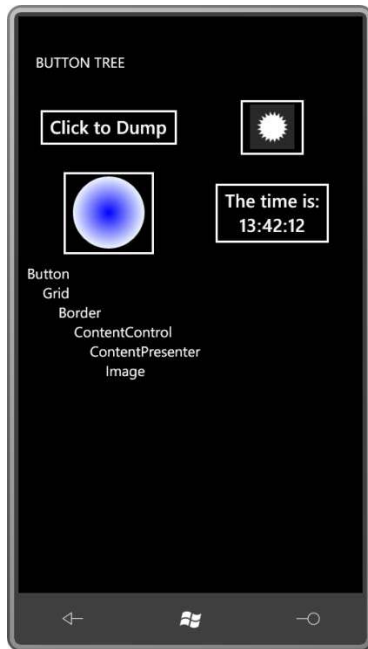 BUTTON TREE
Click to Dump
The time is:
13:42:12
Button
Grid
Border
ContentControl
ContentPresenter
Image